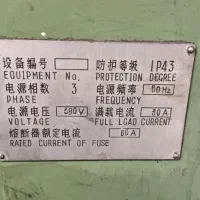 设备编号 防护等级 IP43
EQUIPMENT No. PROTECTION DEGREE
电源相数 3 电源频率 50Hz
PHASE FREQUENCY
电源电压 380V 满载电流 30A
VOLTAGE FULL LOAD CURRENT
熔断器额定电流 60A
RATED CURRENT OF FUSE